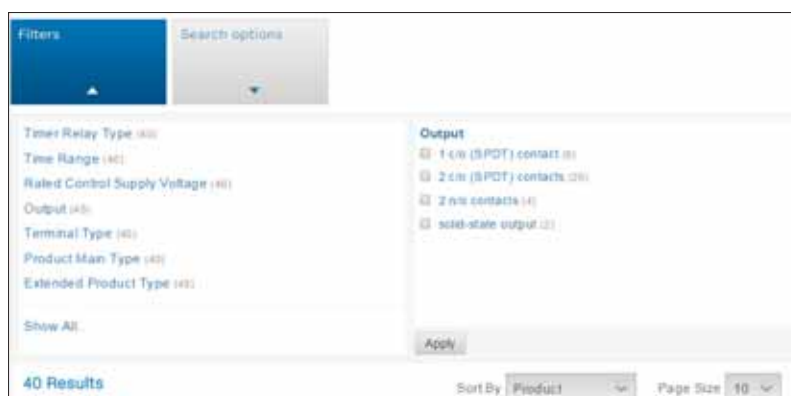 Filters
Search options
Timer Relay Type (40)
Time Range (40)
Rated Control Supply Voltage (40)
Output (40)
Terminal Type (40)
Product Main Type (40)
Extended Product Type (40)
Show All...
Output
1 c/o (SPDT) contact
2 c/o (SPDT) contacts
2 n/o contacts (4)
solid-state output (2)
Apply
40 Results
Sort By Product
Page Size 10